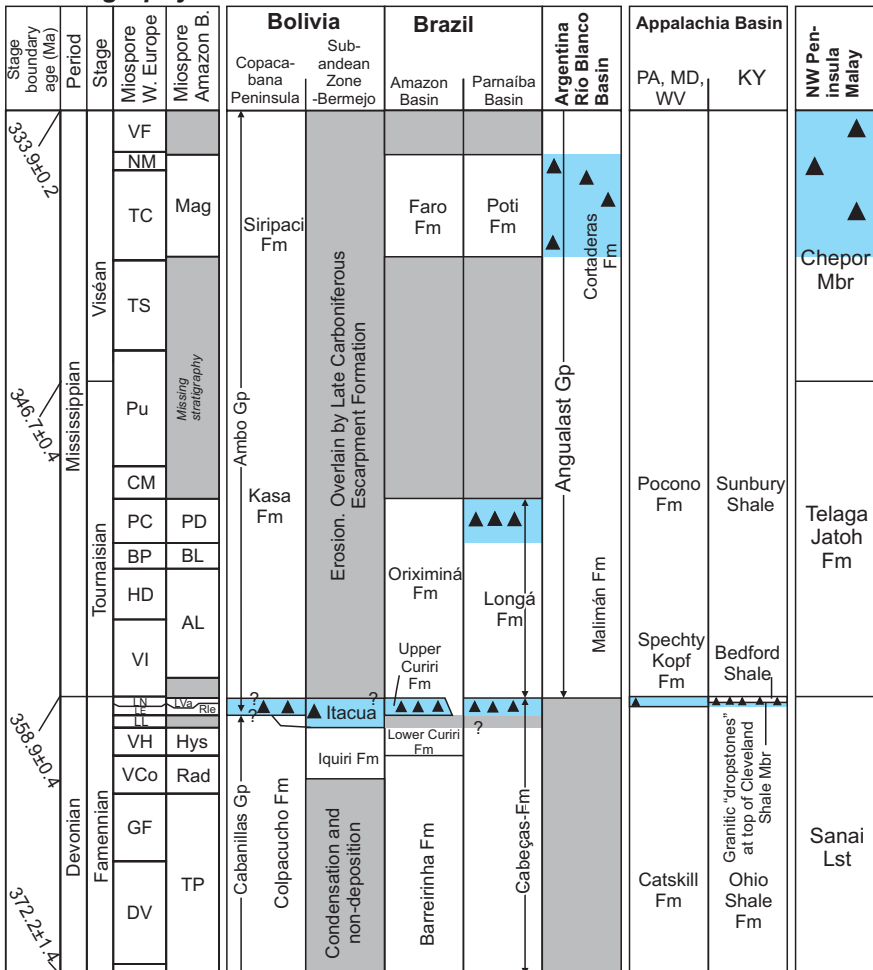 Stage boundary age (Ma)
Period
Stage
Miospore W. Europe
Miospore Amazon B.
Bolivia
Copaca-
bana
Peninsula
Sub-
andean
Zone
-Bermejo
Brazil
Amazon
Basin
Parnaíba
Basin
Argentina
Río Blanco
Basin
Appalachia Basin
PA, MD,
WV
KY
NW Pen-
insula
Malay
333.9±0.2
346.7±0.4
358.9±0.4
372.2±1.4
Mississippian
Devonian
Viséan
Tournaisian
Famennian
VF
NM
TC
TS
Pu
CM
PC
BP
HD
VI
LN
LE
LL
VH
VCo
GF
DV
Mag
Missing
stratigraphy
PD
BL
AL
LVa
Rle
Hys
Rad
TP
Ambo Gp
Siripaci
Fm
Kasa
Fm
?
?
Cabanillas Gp
Colpacucho Fm
Erosion. Overlain by Late Carboniferous
Escarpment Formation
?
Itacua
Iquiri Fm
Condensation and
non-deposition
Faro
Fm
Oriximiná
Fm
Upper
Curiri
Fm
Lower Curiri
Fm
Barreirinha Fm
Poti
Fm
Longá
Fm
?
Cabeças-Fm
Cortaderas
Fm
Angualast Gp
Malimán Fm
Pocono
Fm
Spechty
Kopf
Fm
Catskill
Fm
Sunbury
Shale
Bedford
Shale
Granitic "dropstones"
at top of Cleveland
Shale Mbr
Ohio
Shale
Fm
Chepor
Mbr
Telaga
Jatoh
Fm
Sanai
Lst